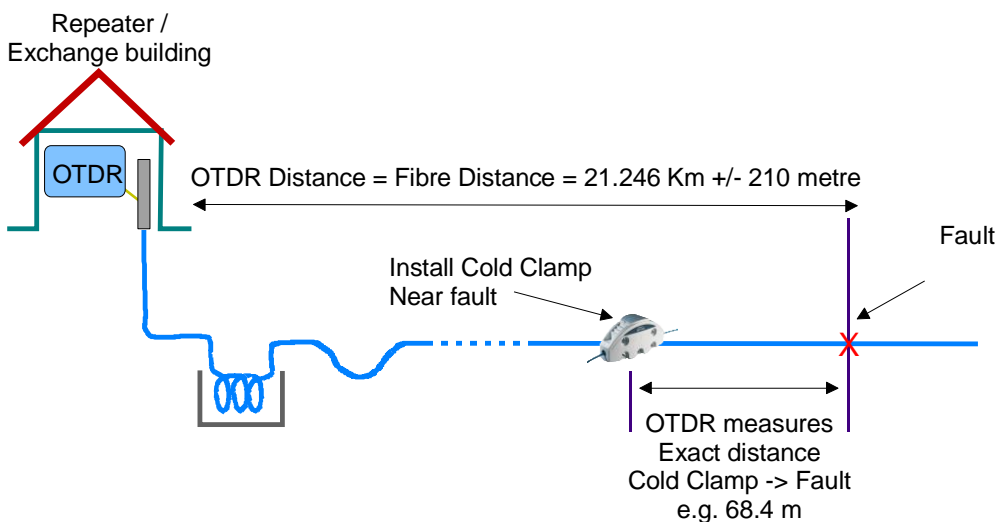 Repeater /
Exchange building
OTDR
OTDR Distance = Fibre Distance = 21.246 Km +/- 210 metre
Fault
Install Cold Clamp
Near fault
X
OTDR measures
Exact distance
Cold Clamp -> Fault
e.g. 68.4 m